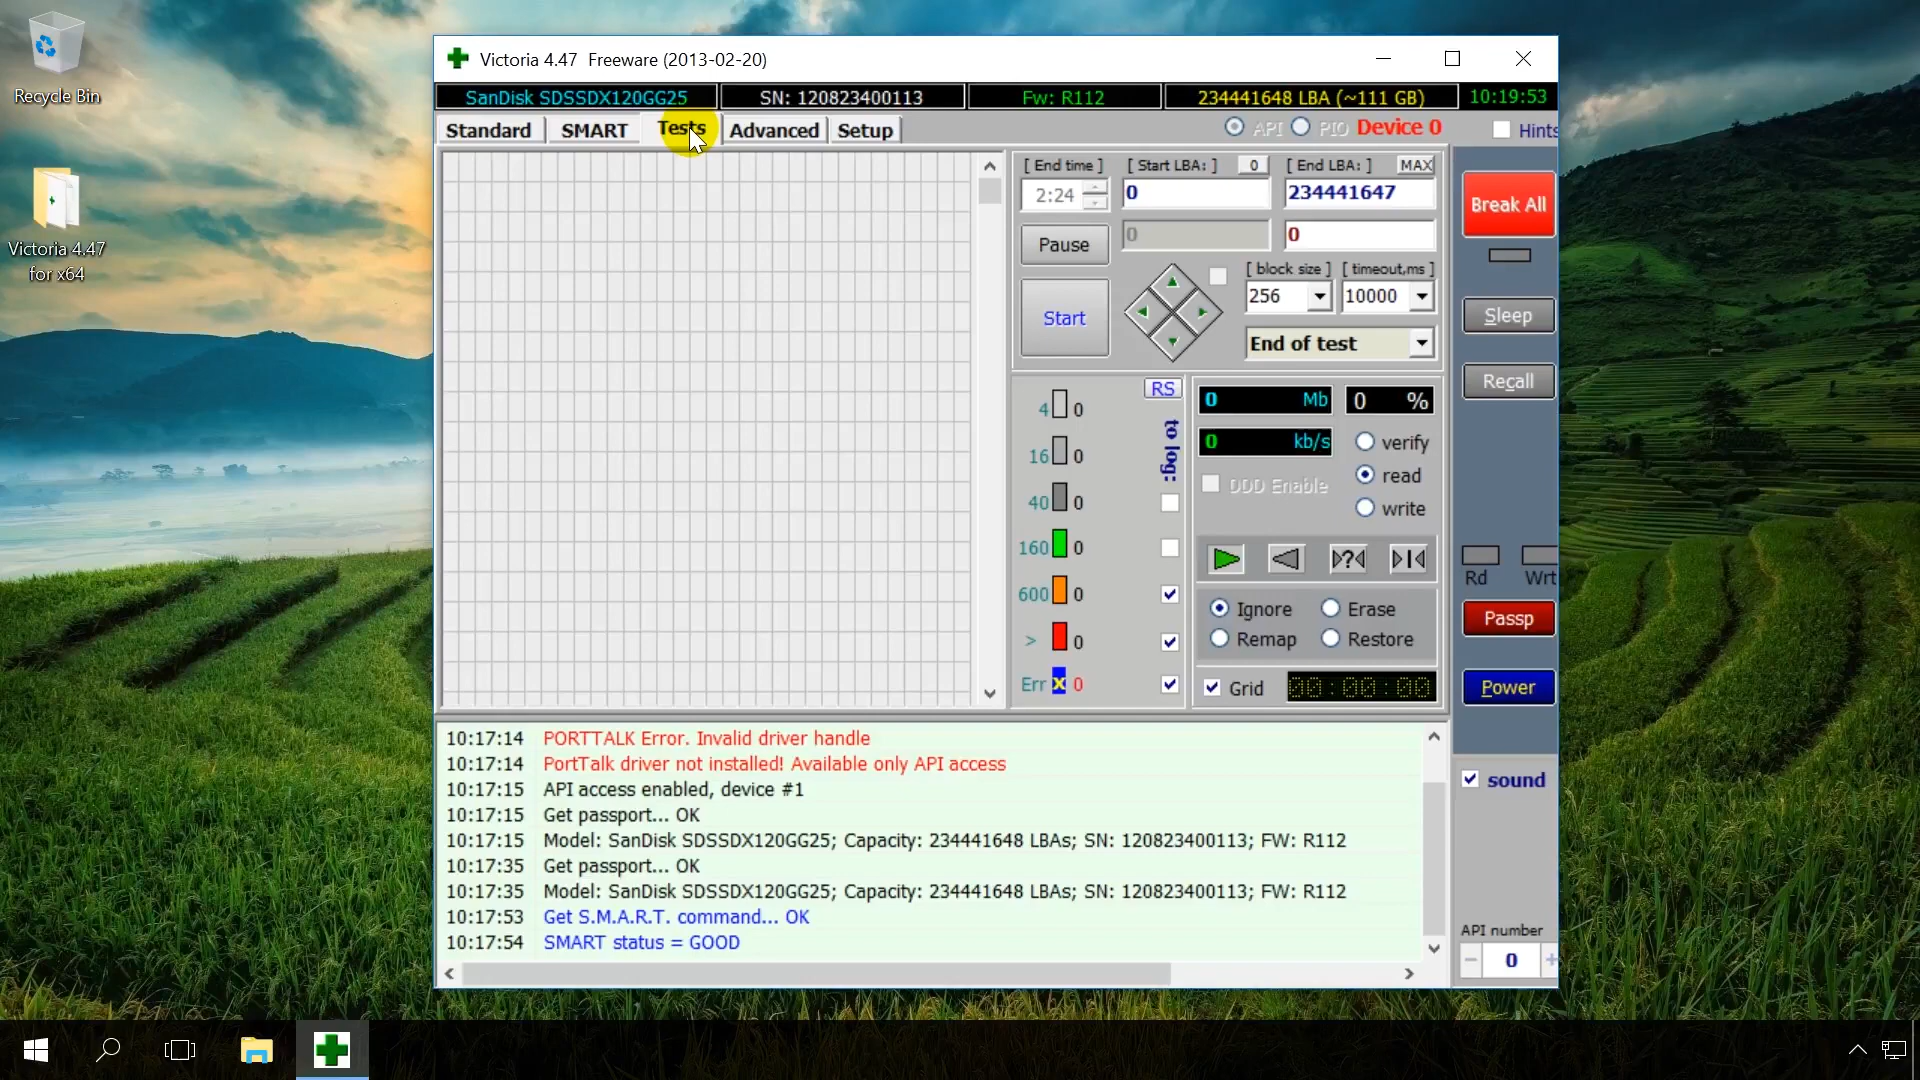 Recycle Bin
Victoria 4.47
for x64
Victoria 4.47 Freeware (2013-02-20)
SanDisk SDSSDX120GG25 SN: 120823400113 Fw: R112 234441648 LBA (~111 GB) 10:19:53
Standard SMART Tests Advanced Setup API PIO Device 0 Hints
[ End time ] [ Start LBA: ] 0 [ End LBA: ] MAX
2:24 0 234441647
Pause 0 0
[ block size ] [ timeout,ms ]
256 10000
Start
End of test
Break All
Sleep
Recall
RS
to log:
4 0
16 0
40 0
160 0
600 0
> 0
Err x 0
0 Mb 0 %
0 kb/s verify
DDD Enable read
write
?
Ignore Erase
Remap Restore
Grid 00:00:00
Rd Wrt
Passp
Power
sound
API number
− 0 +
10:17:14 PORTTALK Error. Invalid driver handle
10:17:14 PortTalk driver not installed! Available only API access
10:17:15 API access enabled, device #1
10:17:15 Get passport... OK
10:17:15 Model: SanDisk SDSSDX120GG25; Capacity: 234441648 LBAs; SN: 120823400113; FW: R112
10:17:35 Get passport... OK
10:17:35 Model: SanDisk SDSSDX120GG25; Capacity: 234441648 LBAs; SN: 120823400113; FW: R112
10:17:53 Get S.M.A.R.T. command... OK
10:17:54 SMART status = GOOD